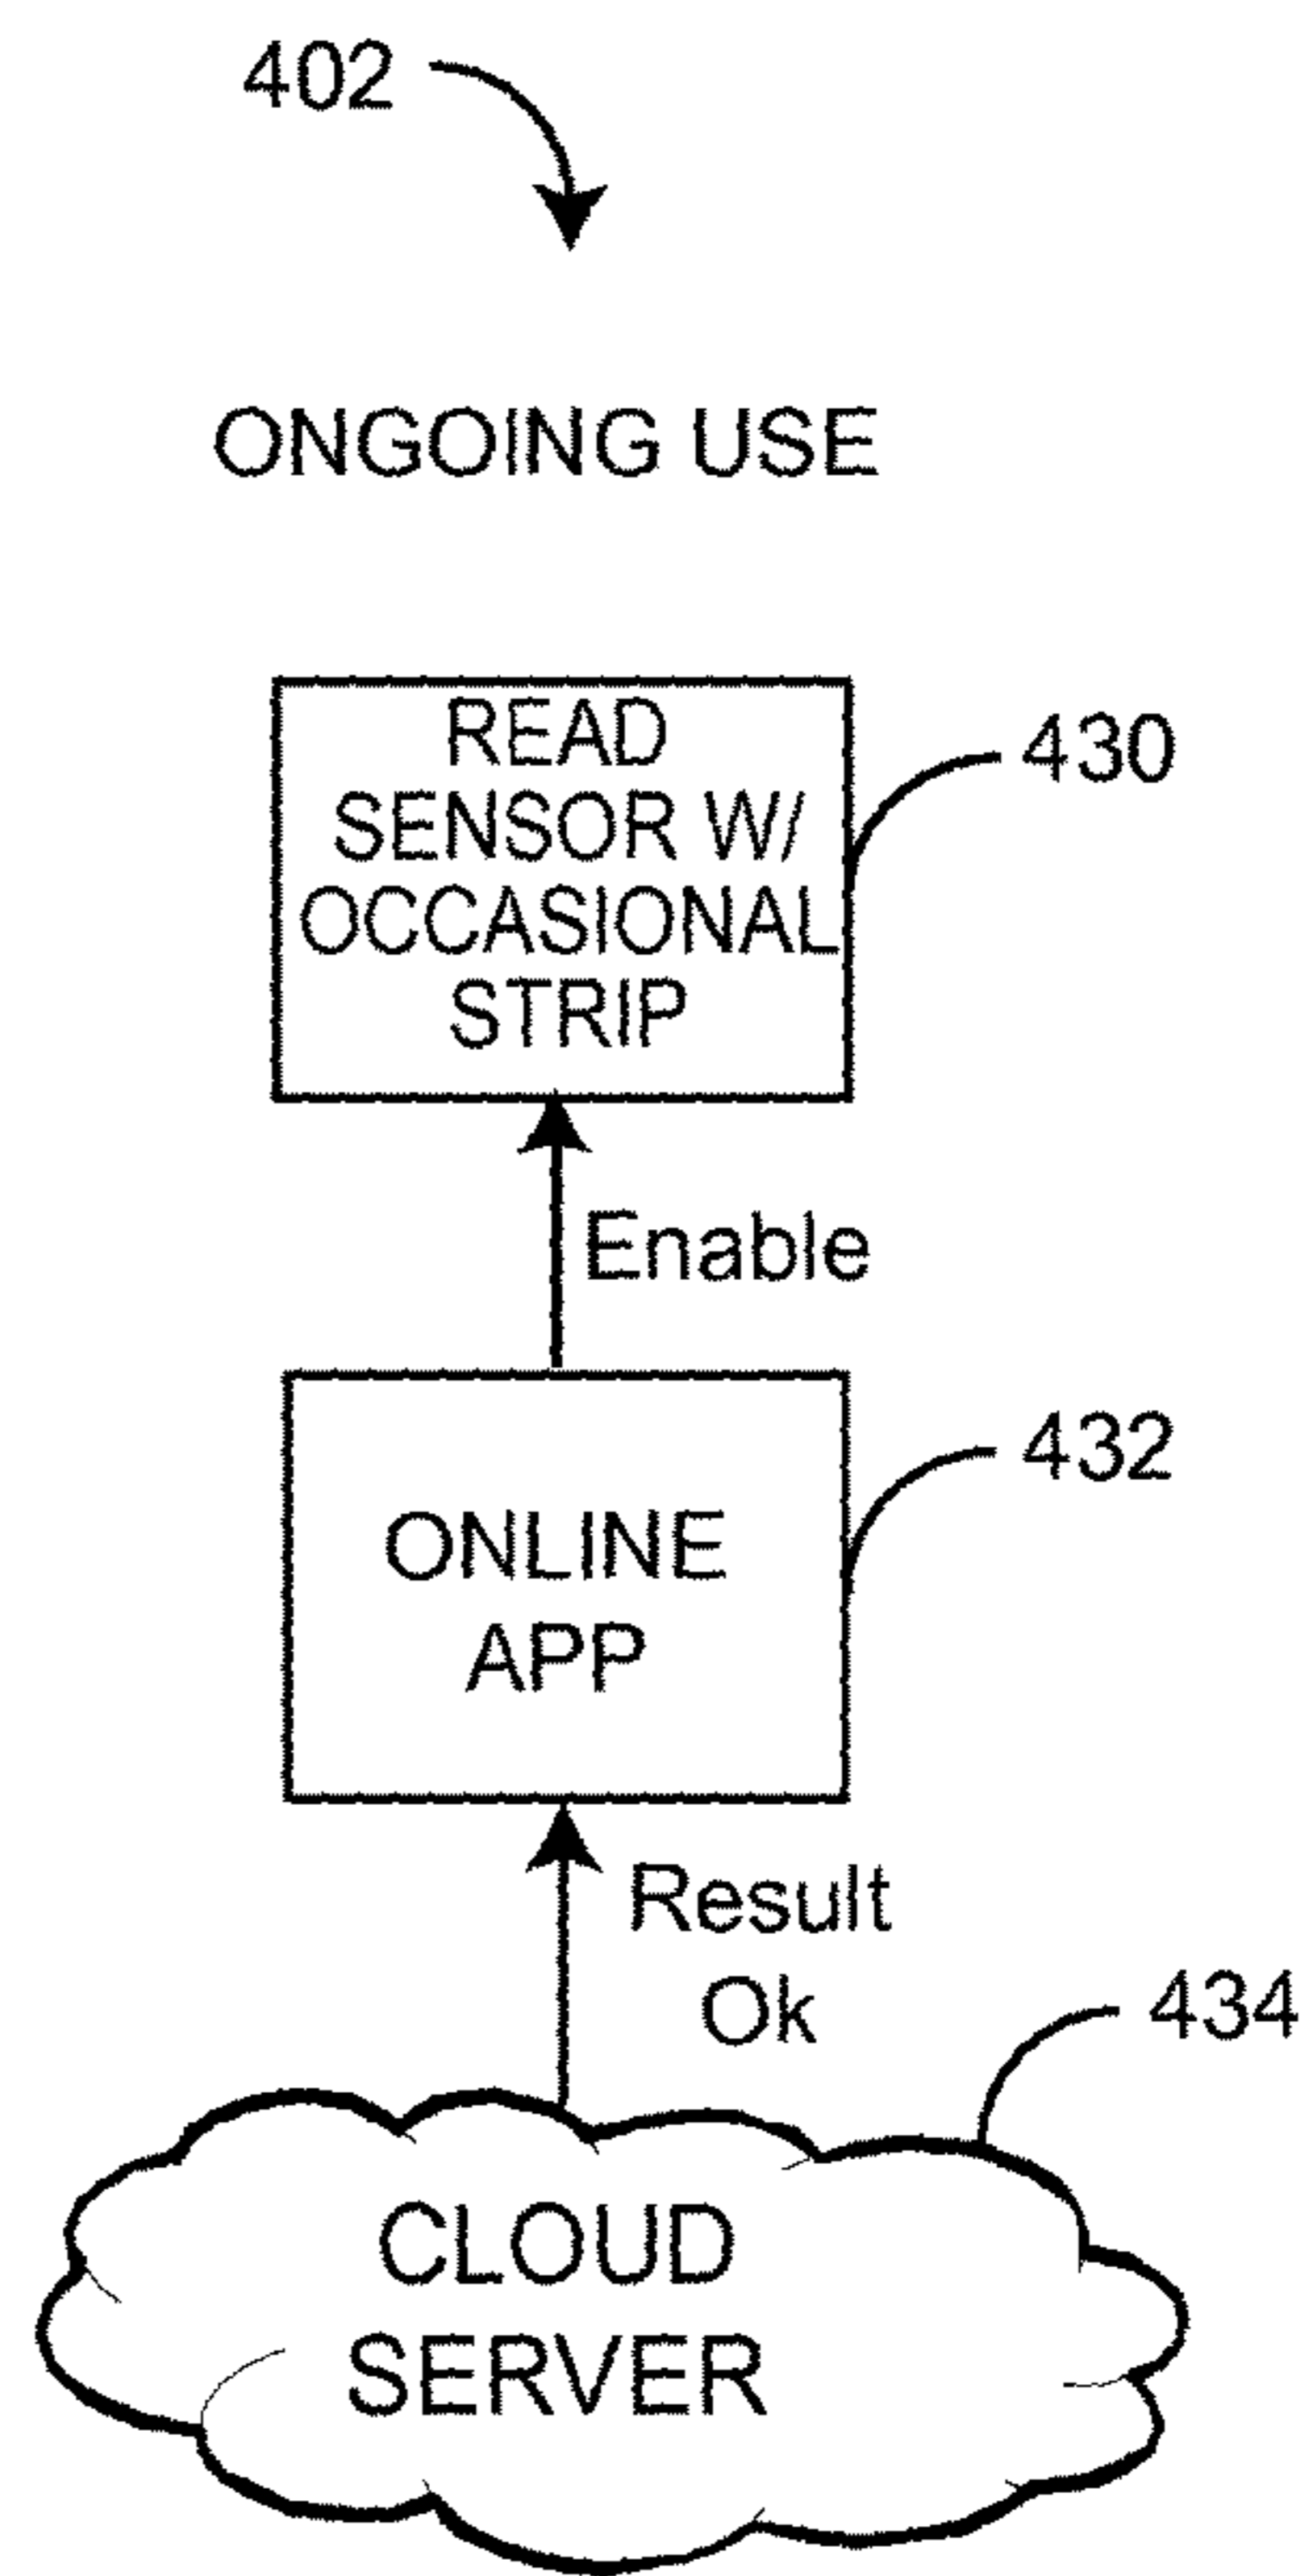 402
ONGOING USE
READ
SENSOR W/
OCCASIONAL
STRIP
430
Enable
ONLINE
APP
432
Result
Ok
434
CLOUD
SERVER